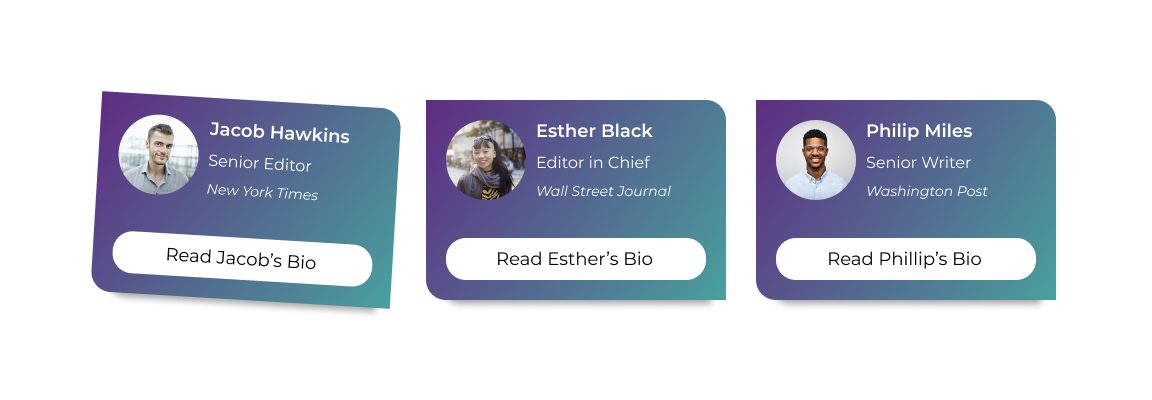 Jacob Hawkins
Senior Editor
New York Times
Read Jacob’s Bio
Esther Black
Editor in Chief
Wall Street Journal
Read Esther’s Bio
Philip Miles
Senior Writer
Washington Post
Read Phillip’s Bio